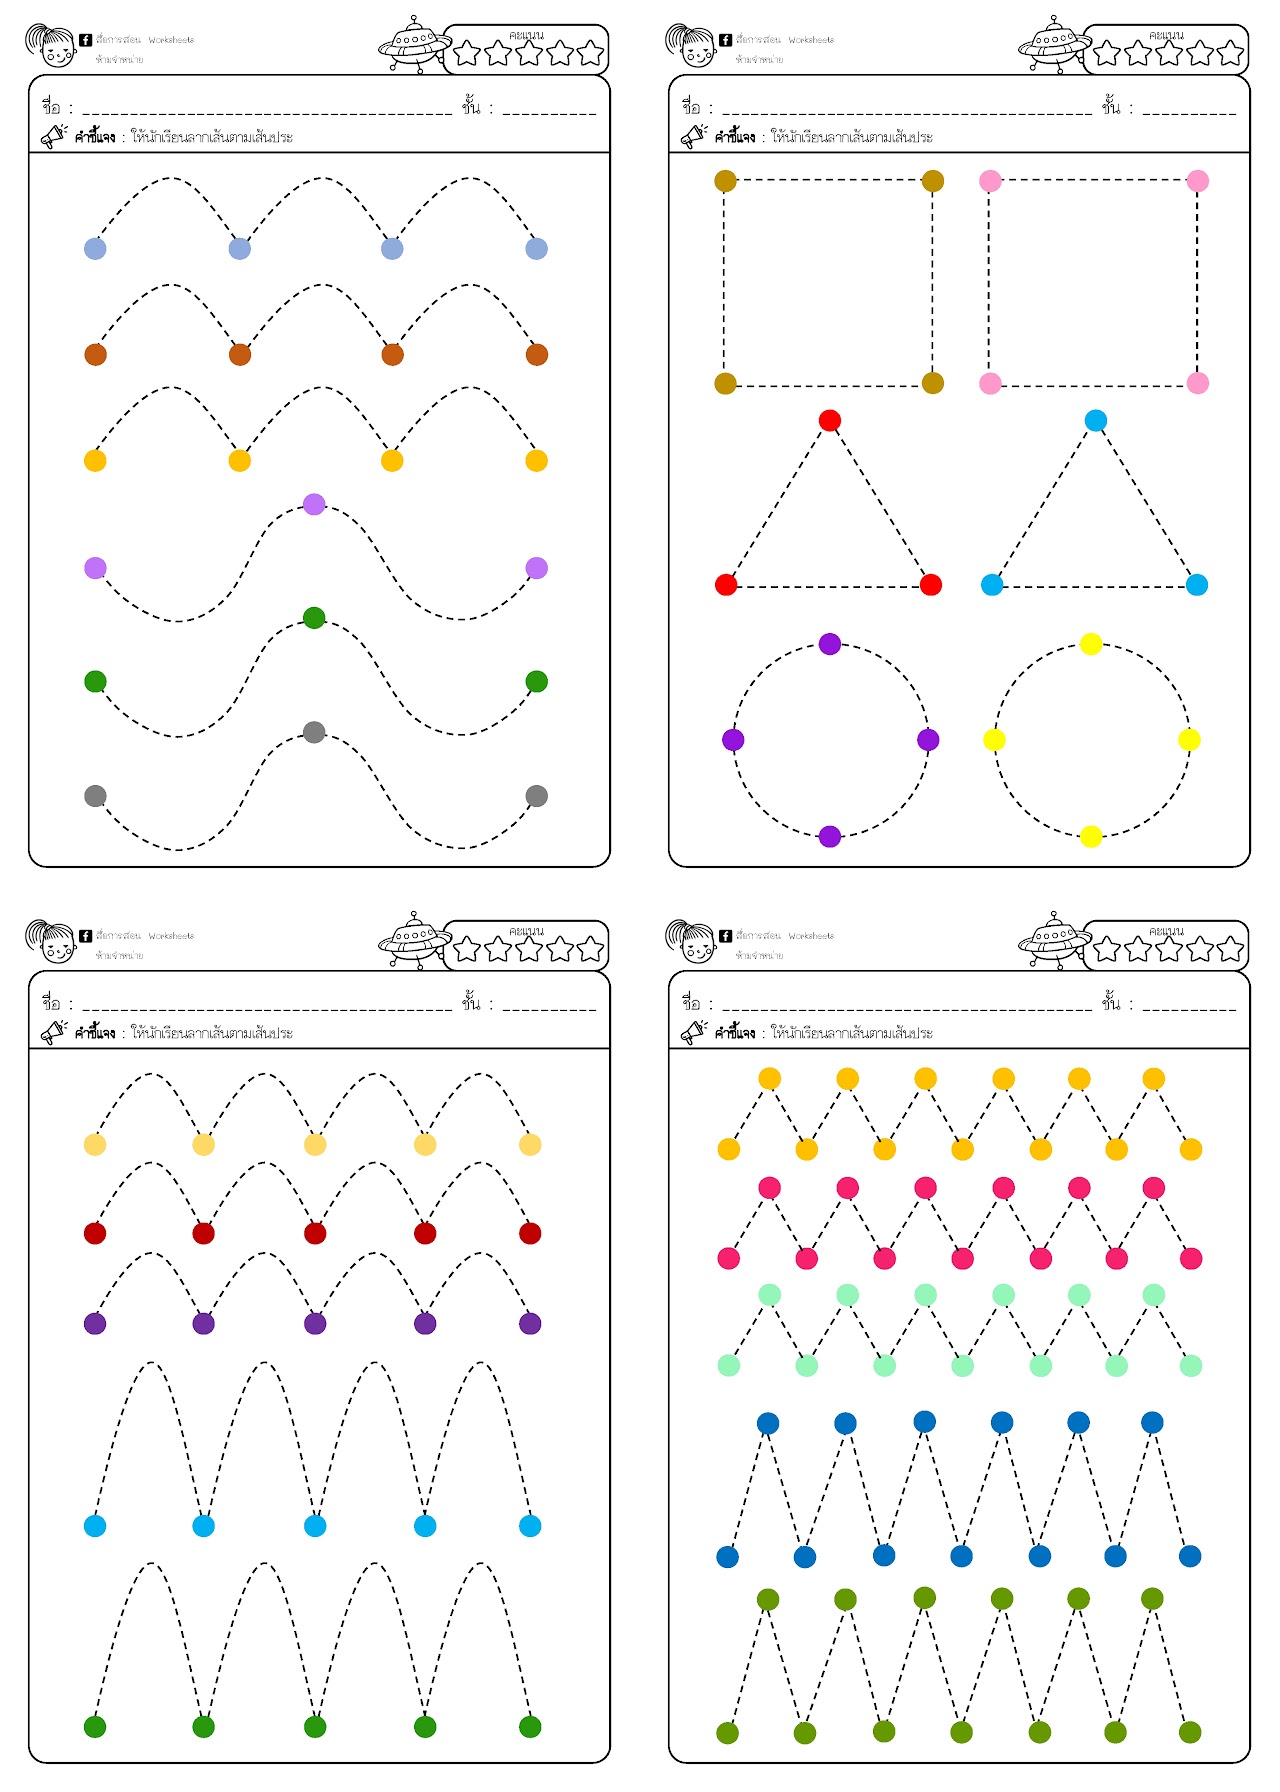 สื่อการสอน Worksheets
ห้ามจำหน่าย
คะแนน
ชื่อ : ชั้น :
คำชี้แจง : ให้นักเรียนลากเส้นตามเส้นประ
สื่อการสอน Worksheets
ห้ามจำหน่าย
คะแนน
ชื่อ : ชั้น :
คำชี้แจง : ให้นักเรียนลากเส้นตามเส้นประ
สื่อการสอน Worksheets
ห้ามจำหน่าย
คะแนน
ชื่อ : ชั้น :
คำชี้แจง : ให้นักเรียนลากเส้นตามเส้นประ
สื่อการสอน Worksheets
ห้ามจำหน่าย
คะแนน
ชื่อ : ชั้น :
คำชี้แจง : ให้นักเรียนลากเส้นตามเส้นประ